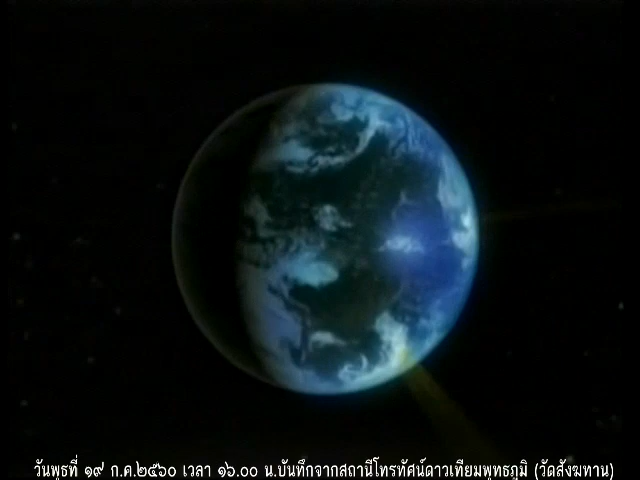 วันพุธที่ ๑๙ ก.ค.๒๕๖๐ เวลา ๑๖.๐๐ น.บันทึกจากสถานีโทรทัศน์ดาวเทียมพุทธภูมิ (วัดสังฆทาน)